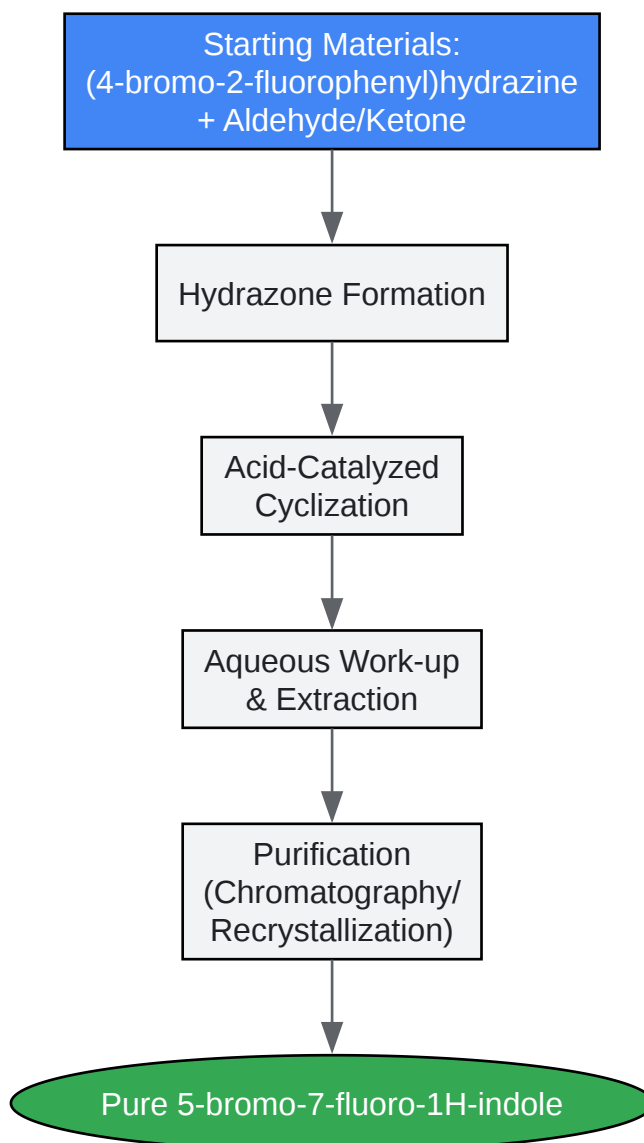 Starting Materials:
(4-bromo-2-fluorophenyl)hydrazine
+ Aldehyde/Ketone
Hydrazone Formation
Acid-Catalyzed
Cyclization
Aqueous Work-up
& Extraction
Purification
(Chromatography/
Recrystallization)
Pure 5-bromo-7-fluoro-1H-indole